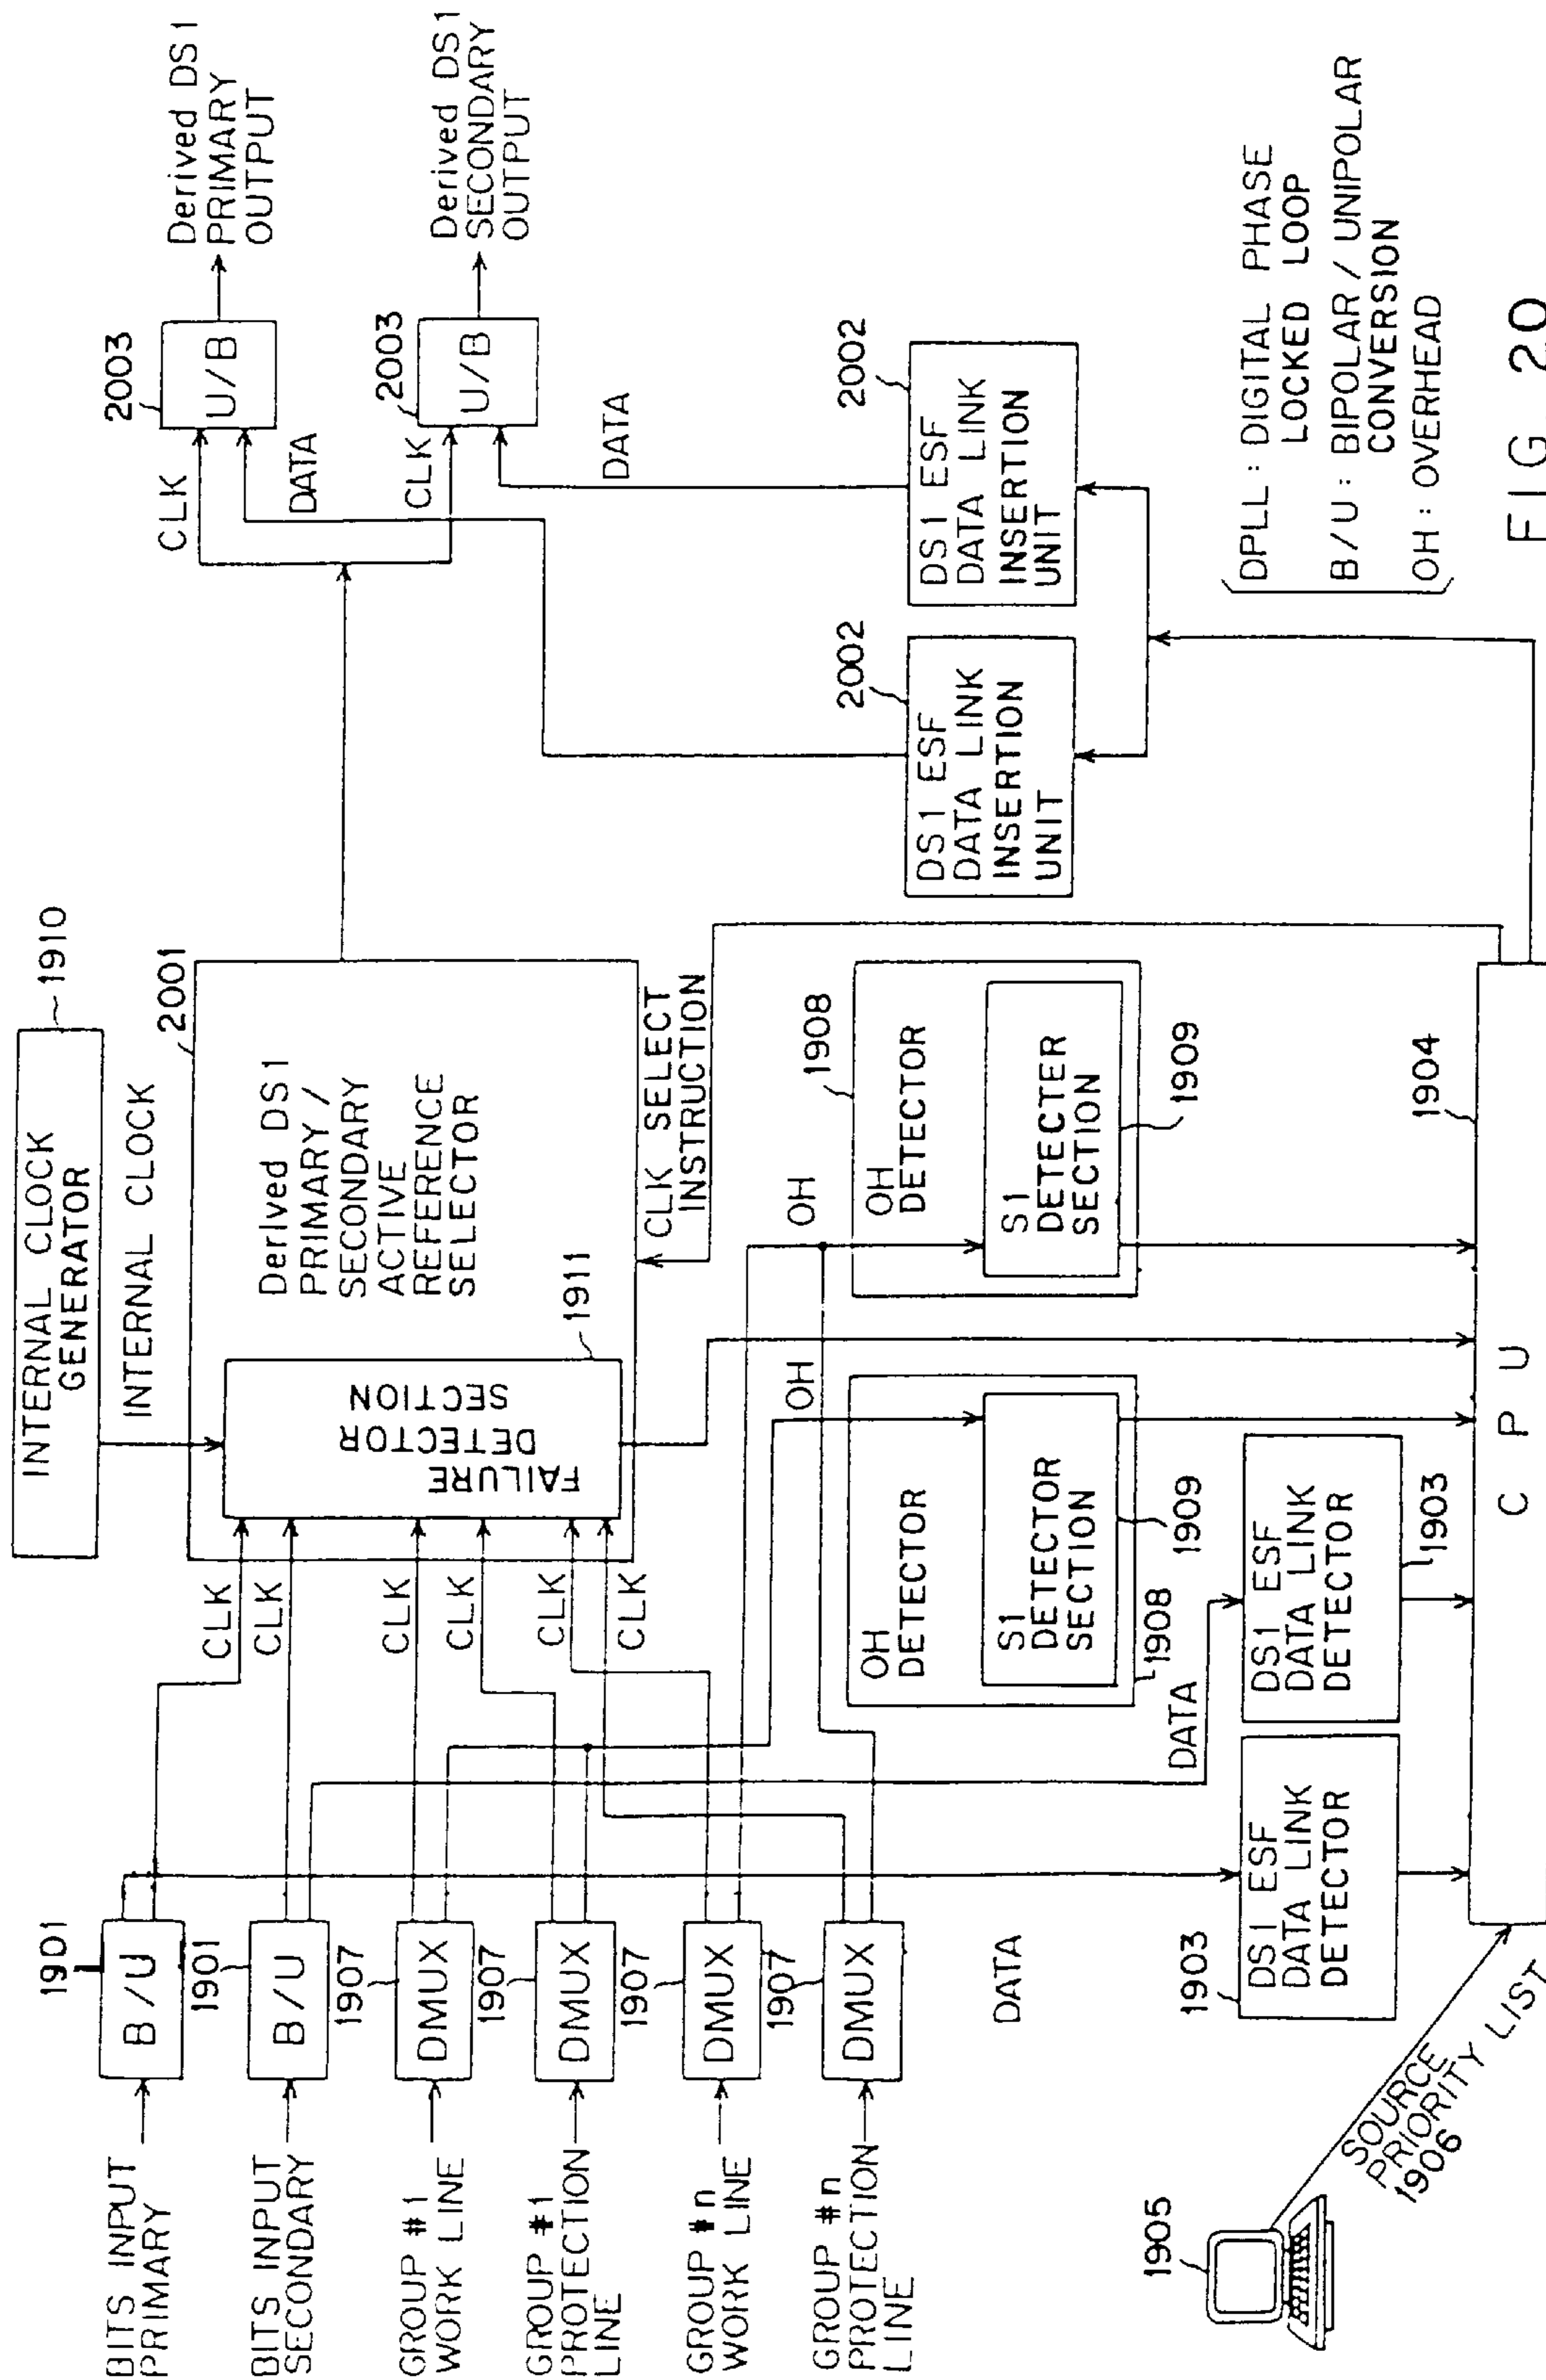 1910
INTERNAL CLOCK
GENERATOR
INTERNAL CLOCK
2001
Derived DS1
PRIMARY /
SECONDARY
ACTIVE
REFERENCE
SELECTOR
1911
FAILURE
DETECTOR
SECTION
CLK
CLK
CLK
CLK
CLK
CLK
CLK SELECT
INSTRUCTION
BITS INPUT
PRIMARY
1901
B/U
BITS INPUT
SECONDARY
1901
B/U
GROUP #1
WORK LINE
1907
DMUX
GROUP #1
PROTECTION
LINE
1907
DMUX
GROUP #n
WORK LINE
1907
DMUX
GROUP #n
PROTECTION
LINE
1907
DMUX
CLK
DATA
2003
U/B
Derived DS1
PRIMARY
OUTPUT
CLK
DATA
2003
U/B
Derived DS1
SECONDARY
OUTPUT
OH
OH
1908
OH
DETECTOR
S1
DETECTER
SECTION
1909
OH
DETECTOR
S1
DETECTOR
SECTION
1909
1908
2002
DS1 ESF
DATA LINK
INSERTION
UNIT
2002
DS1 ESF
DATA LINK
INSERTION
UNIT
DATA
DATA
1903
DS1 ESF
DATA LINK
DETECTOR
DS1 ESF
DATA LINK
DETECTOR
1903
1904
C P U
1905
SOURCE
PRIORITY LIST
1906
DPLL : DIGITAL PHASE
LOCKED LOOP
B/U : BIPOLAR / UNIPOLAR
CONVERSION
OH : OVERHEAD
FIG. 20